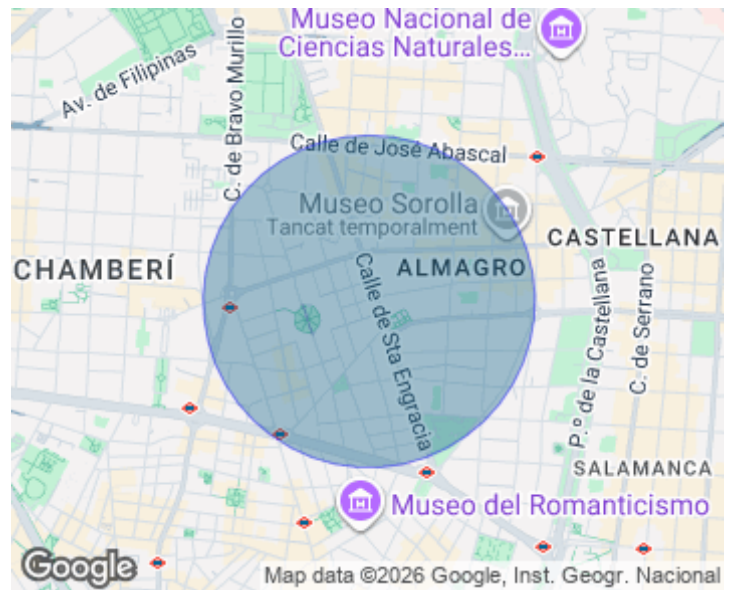 Museo Nacional de
Ciencias Naturales...
Av. de Filipinas
C. de Bravo Murillo
Calle de José Abascal
Museo Sorolla
Tancat temporalment
CASTELLANA
CHAMBERÍ
ALMAGRO
Calle de Sta Engracia
P.º de la Castellana
C. de Serrano
SALAMANCA
Museo del Romanticismo
Google
Map data ©2026 Google, Inst. Geogr. Nacional